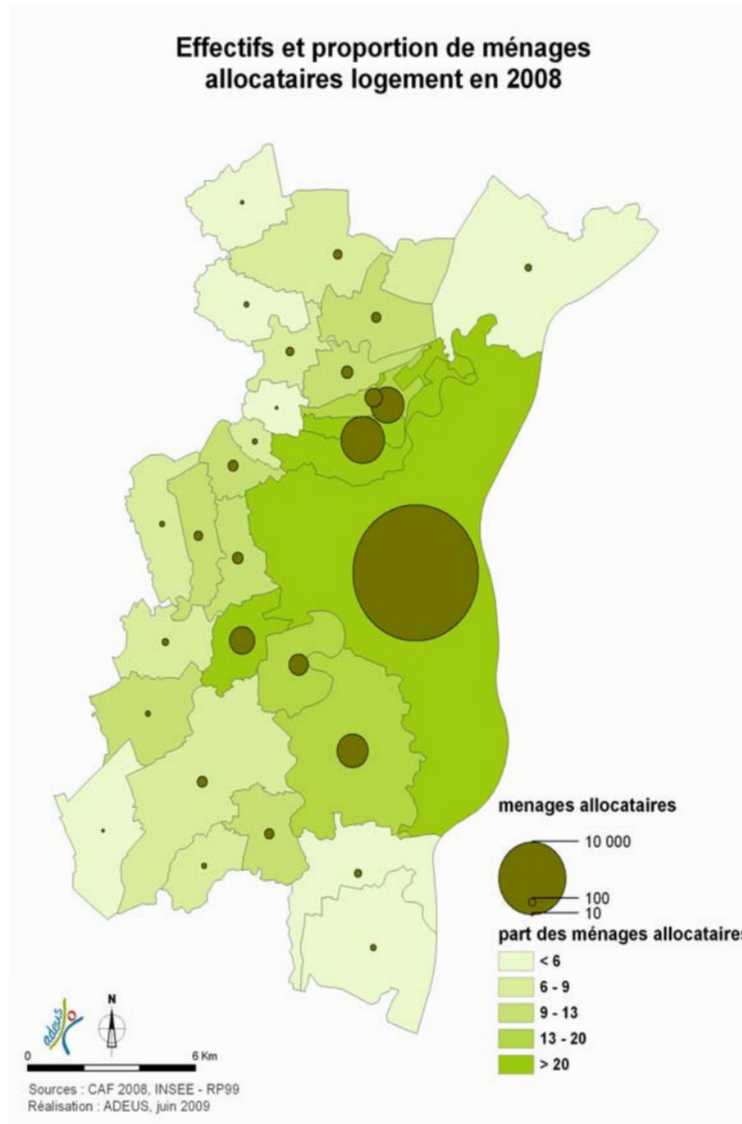 Effectifs et proportion de ménages
allocataires logement en 2008
menages allocataires
10 000
100
10
part des ménages allocataires
< 6
6 - 9
9 - 13
13 - 20
> 20
adeus
N
0 6 Km
Sources : CAF 2008, INSEE - RP99
Réalisation : ADEUS, juin 2009